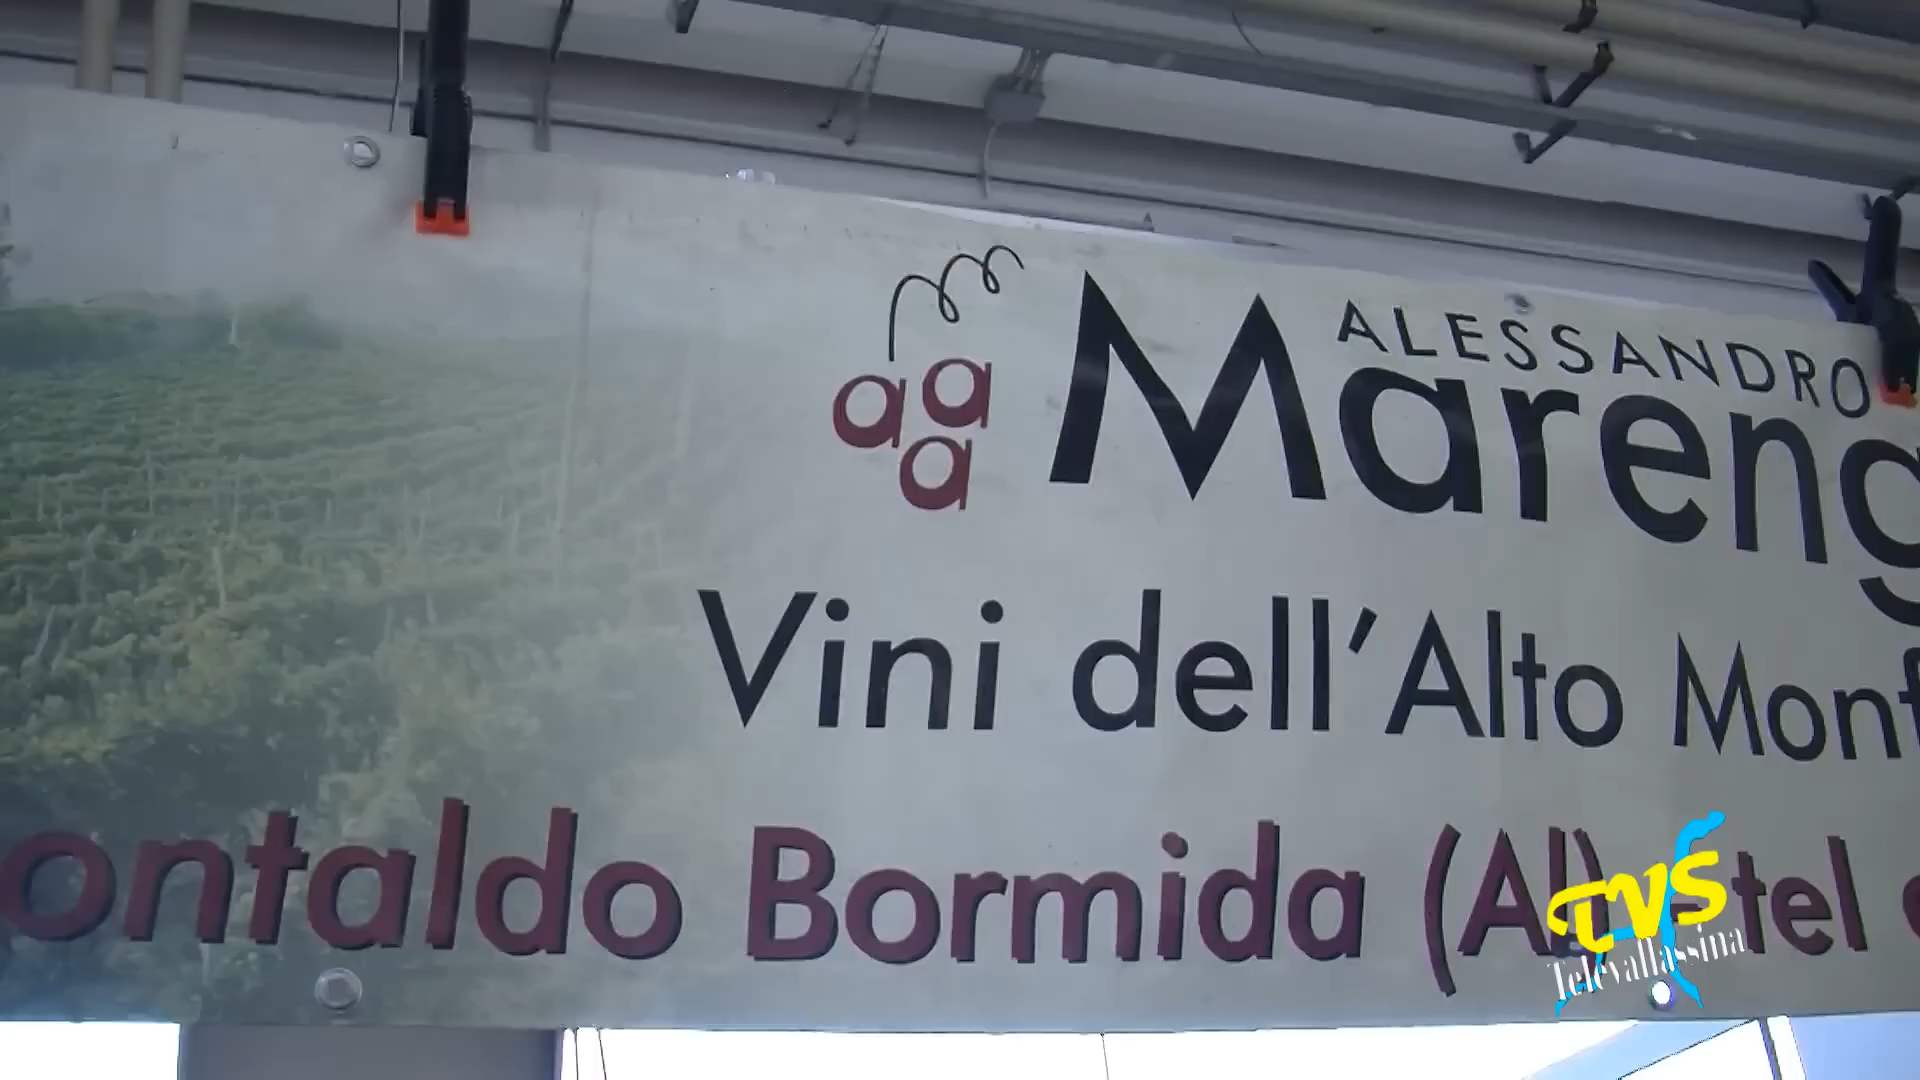 aaa
ALESSANDRO
Mareng
Vini dell'Alto Monf
ontaldo Bormida (Al) - tel
TVS
Televallassina